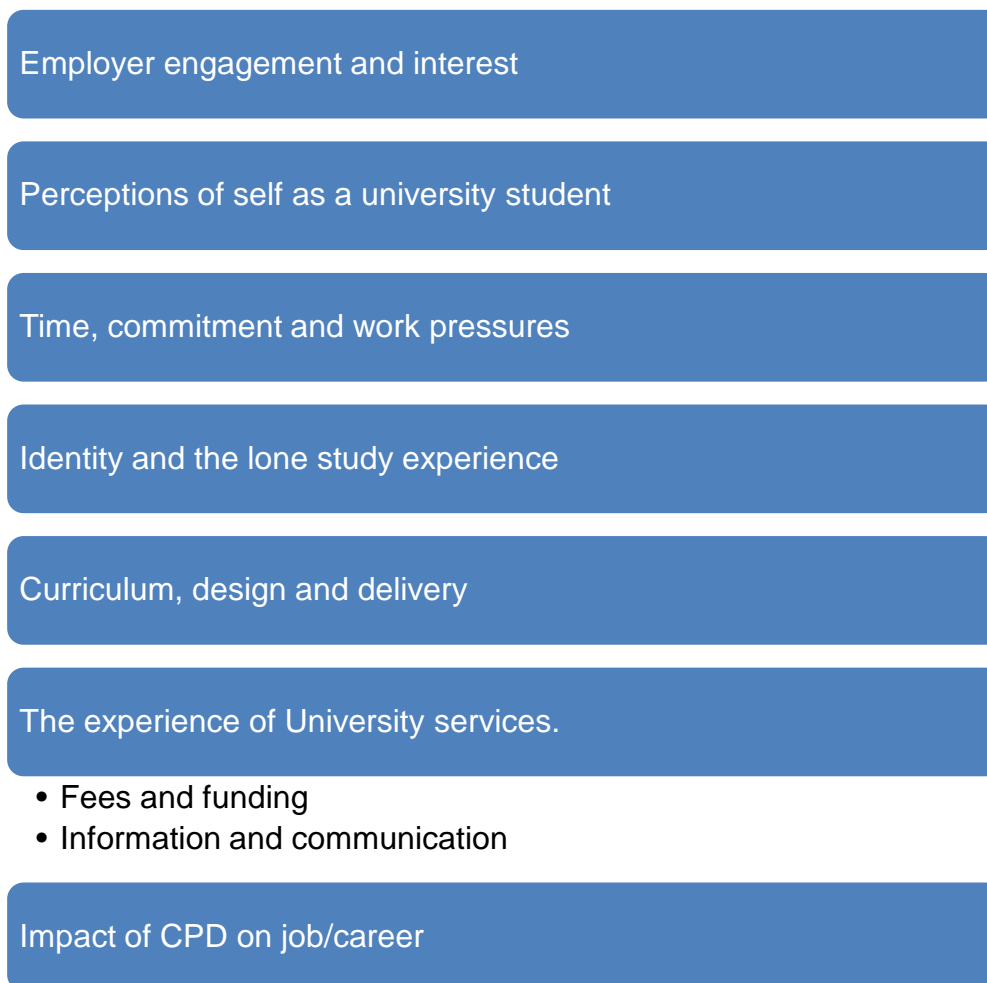 Employer engagement and interest
Perceptions of self as a university student
Time, commitment and work pressures
Identity and the lone study experience
Curriculum, design and delivery
The experience of University services.
• Fees and funding
• Information and communication
Impact of CPD on job/career